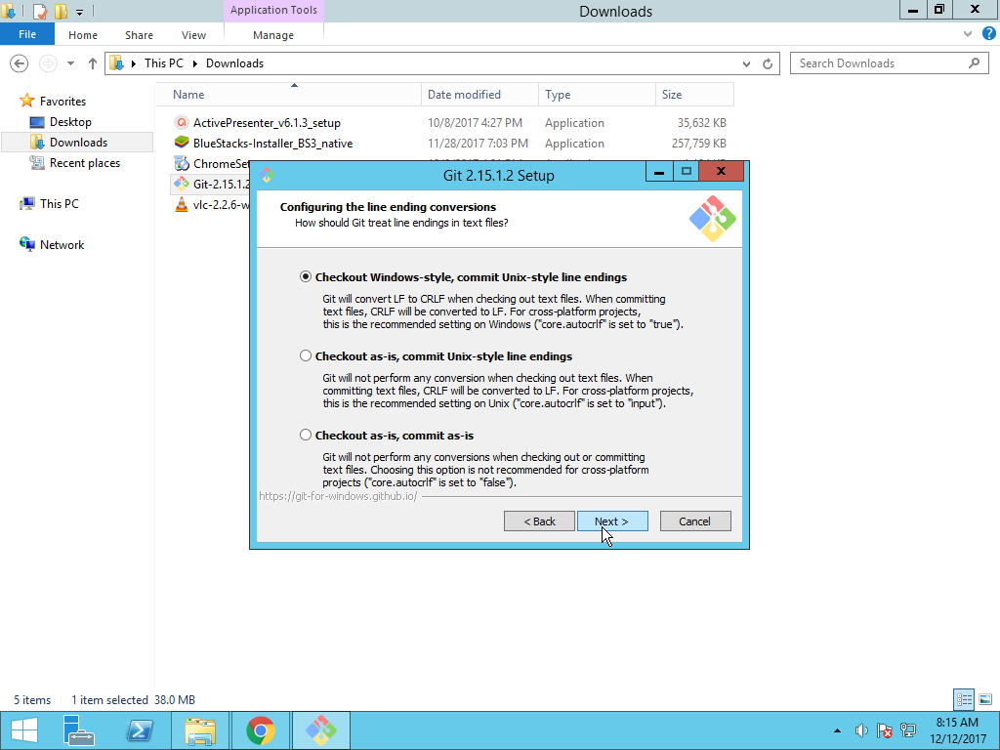 Application Tools
Downloads
File
Home
Share
View
Manage
This PC
Downloads
Search Downloads
Name
Date modified
Type
Size
Favorites
Desktop
Downloads
Recent places
This PC
Network
ActivePresenter_v6.1.3_setup
10/8/2017 4:27 PM
Application
35,632 KB
BlueStacks-Installer_BS3_native
11/28/2017 7:03 PM
Application
257,759 KB
ChromeSet
Git-2.15.1.2
vlc-2.2.6-w
Git 2.15.1.2 Setup
Configuring the line ending conversions
How should Git treat line endings in text files?
Checkout Windows-style, commit Unix-style line endings
Git will convert LF to CRLF when checking out text files. When committing
text files, CRLF will be converted to LF. For cross-platform projects,
this is the recommended setting on Windows ("core.autocrlf" is set to "true").
Checkout as-is, commit Unix-style line endings
Git will not perform any conversion when checking out text files. When
committing text files, CRLF will be converted to LF. For cross-platform projects,
this is the recommended setting on Unix ("core.autocrlf" is set to "input").
Checkout as-is, commit as-is
Git will not perform any conversions when checking out or committing
text files. Choosing this option is not recommended for cross-platform
projects ("core.autocrlf" is set to "false").
https://git-for-windows.github.io/
< Back
Next >
Cancel
5 items
1 item selected 38.0 MB
8:15 AM
12/12/2017